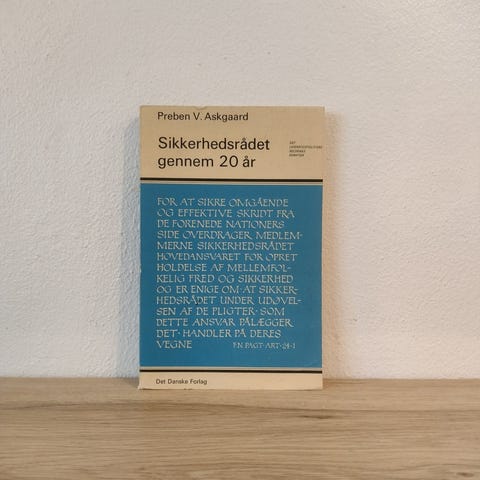 Preben V. Askgaard
Sikkerhedsrådet
gennem 20 år
DET
UDENRIGSPOLITISKE
SELSKABS
SKRIFTER
FOR AT SIKRE OMGÅENDE
OG EFFEKTIVE SKRIDT FRA
DE FORENEDE NATIONERS
SIDE OVERDRAGER MEDLEM-
MERNE SIKKERHEDSRÅDET
HOVEDANSVARET FOR OPRET
HOLDELSE AF MELLEMFOL-
KELIG FRED OG SIKKERHED
OG ER ENIGE OM · AT SIKKER-
HEDSRÅDET UNDER UDØVEL-
SEN AF DE PLIGTER · SOM
DETTE ANSVAR PÅLÆGGER
DET · HANDLER PÅ DERES
VEGNE F.N. PAGT · ART · 24 · 1
Det Danske Forlag